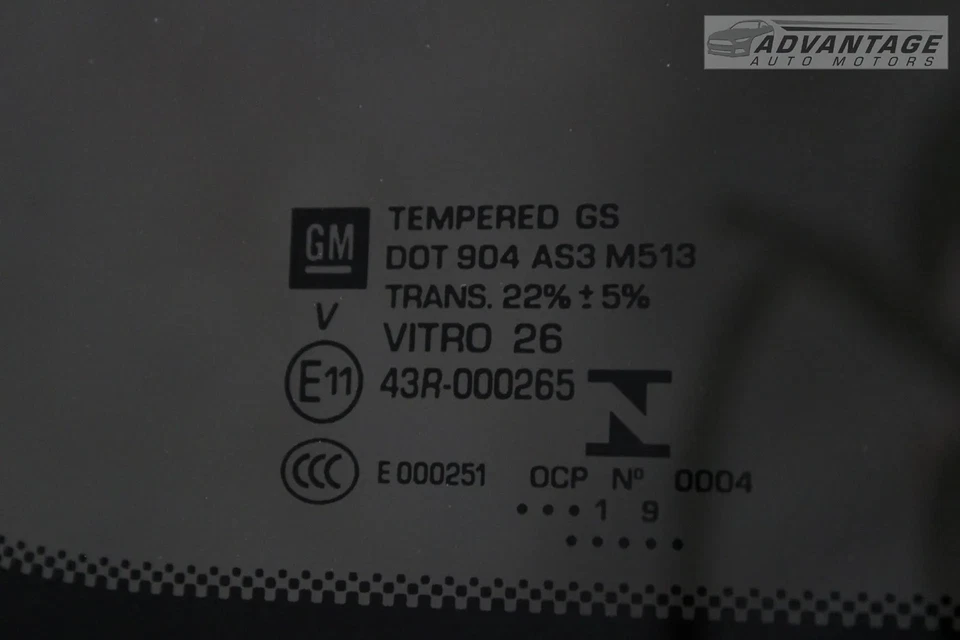 ADVANTAGE
AUTO MOTORS
GM
TEMPERED GS
DOT 904 AS3 M513
TRANS. 22% ± 5%
V
VITRO 26
E11
43R-000265
N
CCC
E 000251
OCP Nº 0004
•••1 9
•••••